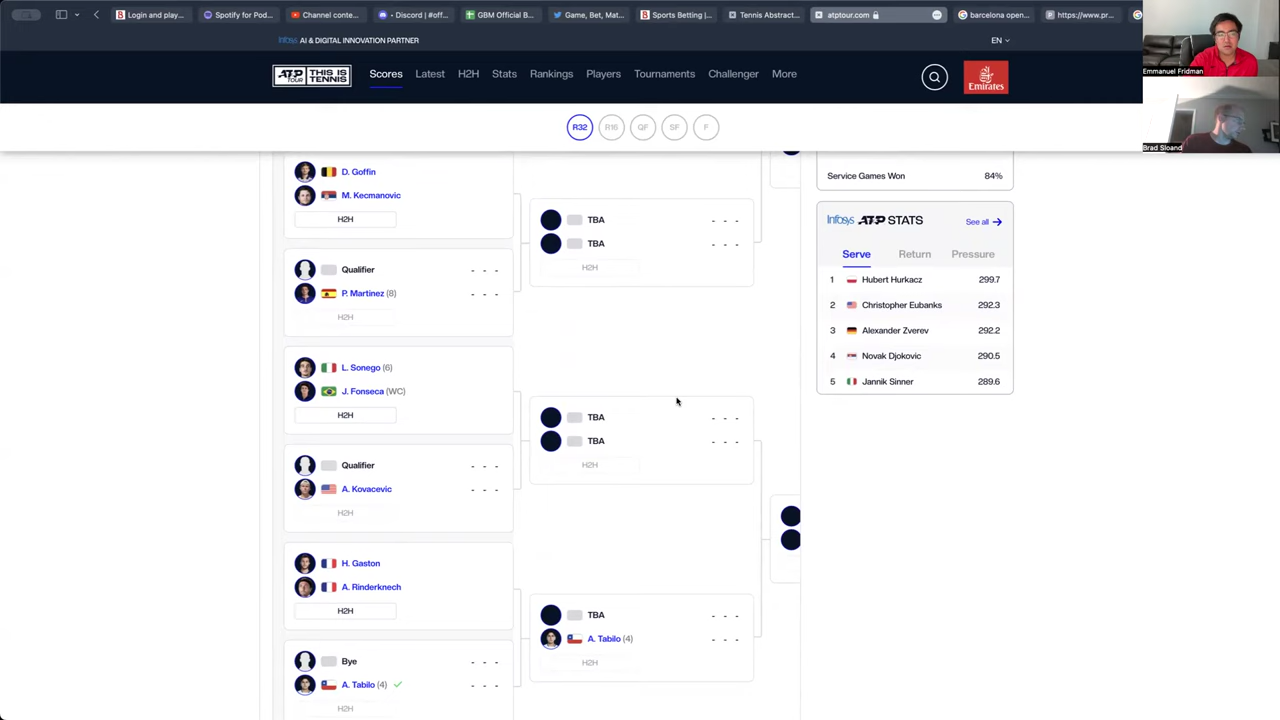 Login and play...
Spotify for Pod...
Channel conte...
• Discord | #off...
GBM Official B...
Game, Bet, Mat...
Sports Betting |...
Tennis Abstract...
atptour.com
barcelona open...
https://www.pr...
Infosys AI & DIGITAL INNOVATION PARTNER
EN
ATP TOUR THIS IS TENNIS
Scores
Latest
H2H
Stats
Rankings
Players
Tournaments
Challenger
More
Emirates
Emmanuel Fridman
Brad Sloand
R32
R16
QF
SF
F
D. Goffin
M. Kecmanovic
H2H
Qualifier - - -
P. Martinez (8) - - -
H2H
L. Sonego (6)
J. Fonseca (WC)
H2H
Qualifier - - -
A. Kovacevic - - -
H2H
H. Gaston
A. Rinderknech
H2H
Bye - - -
A. Tabilo (4) - - -
H2H
TBA - - -
TBA - - -
H2H
TBA - - -
TBA - - -
H2H
TBA - - -
A. Tabilo (4) - - -
H2H
Service Games Won 84%
Infosys ATP STATS See all
Serve Return Pressure
1 Hubert Hurkacz 299.7
2 Christopher Eubanks 292.3
3 Alexander Zverev 292.2
4 Novak Djokovic 290.5
5 Jannik Sinner 289.6